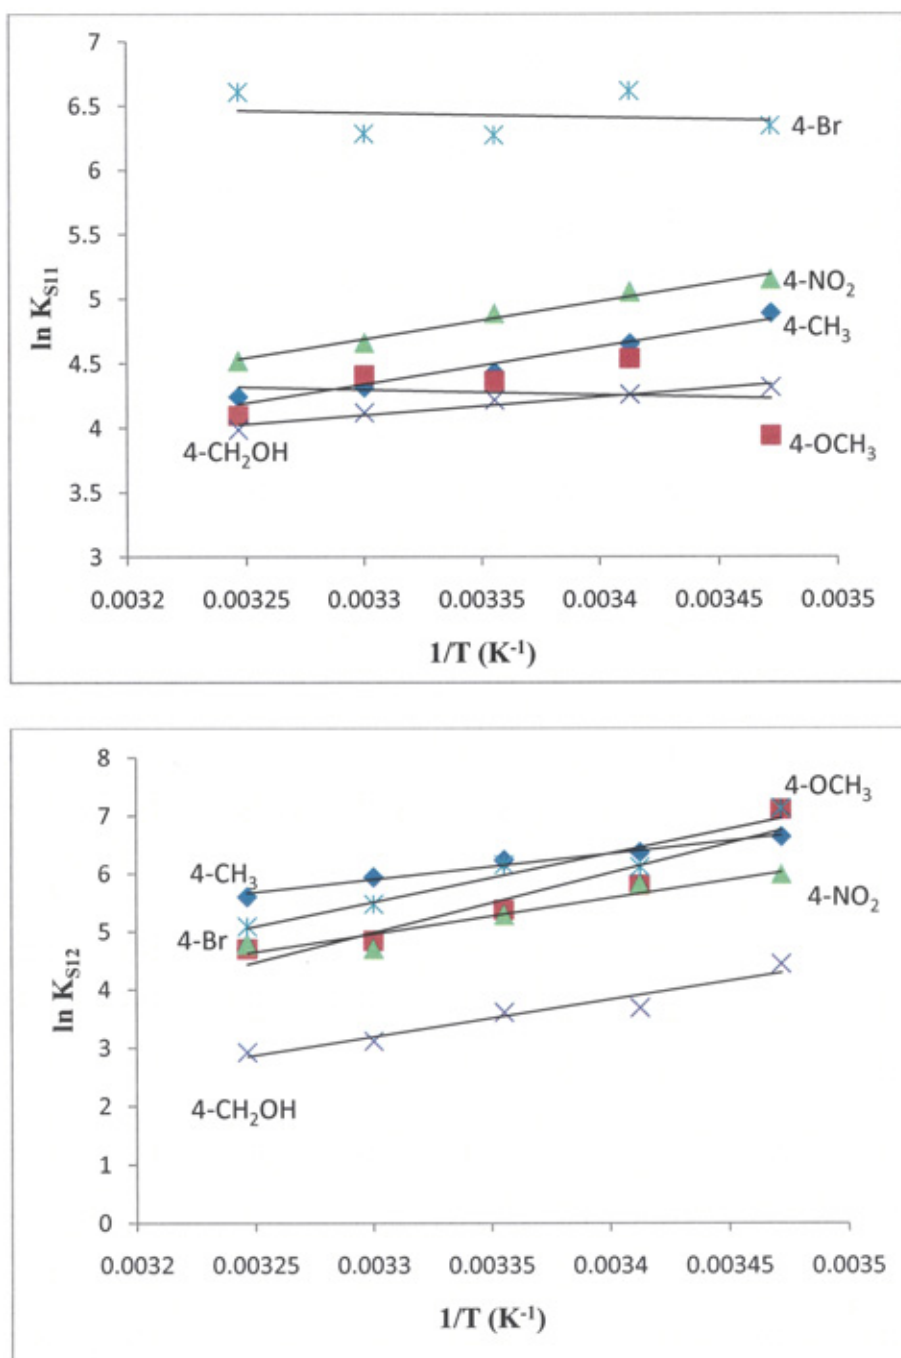 7
6.5
6
5.5
5
4.5
4
3.5
3
ln K_S11
4-Br
4-NO₂
4-CH₃
4-CH₂OH
4-OCH₃
0.0032 0.00325 0.0033 0.00335 0.0034 0.00345 0.0035
1/T (K⁻¹)
8
7
6
5
4
3
2
1
0
ln K_S12
4-OCH₃
4-CH₃
4-NO₂
4-Br
4-CH₂OH
0.0032 0.00325 0.0033 0.00335 0.0034 0.00345 0.0035
1/T (K⁻¹)